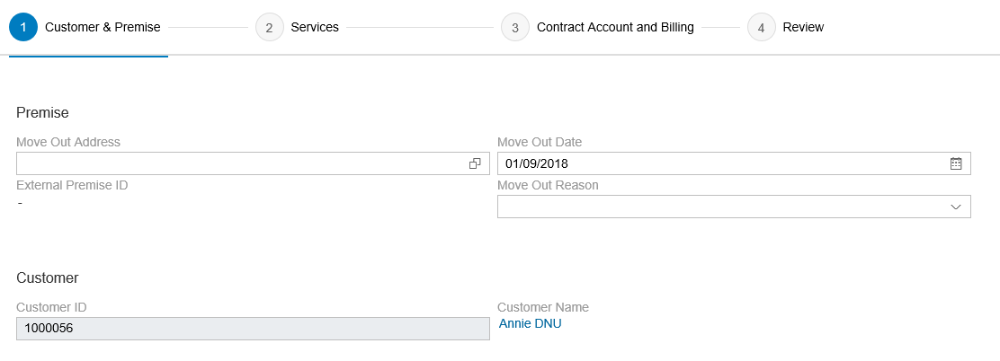 1 Customer & Premise 2 Services 3 Contract Account and Billing 4 Review
Premise
Move Out Address Move Out Date
01/09/2018
External Premise ID Move Out Reason
-
Customer
Customer ID Customer Name
1000056 Annie DNU